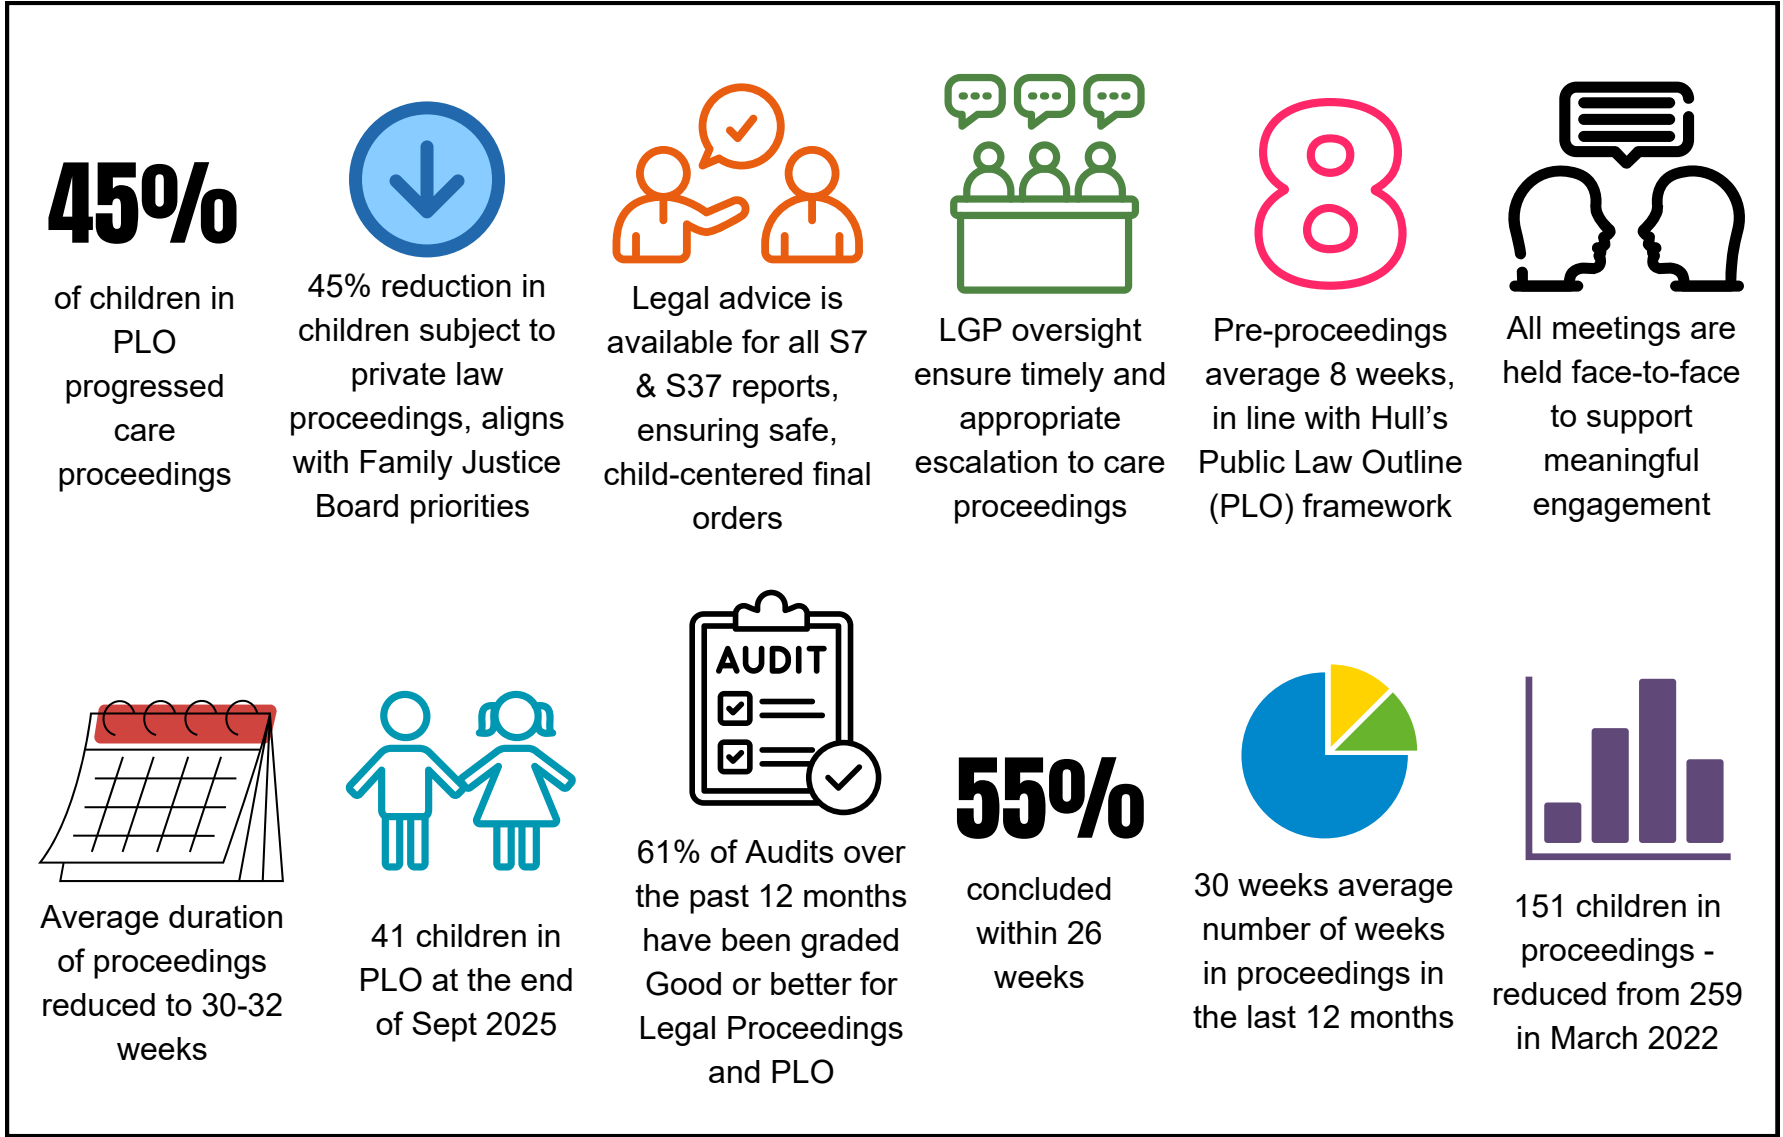 45%
of children in
PLO
progressed
care
proceedings
45% reduction in
children subject to
private law
proceedings, aligns
with Family Justice
Board priorities
Legal advice is
available for all S7
& S37 reports,
ensuring safe,
child-centered final
orders
LGP oversight
ensure timely and
appropriate
escalation to care
proceedings
8
Pre-proceedings
average 8 weeks,
in line with Hull’s
Public Law Outline
(PLO) framework
All meetings are
held face-to-face
to support
meaningful
engagement
Average duration
of proceedings
reduced to 30-32
weeks
41 children in
PLO at the end
of Sept 2025
AUDIT
61% of Audits over
the past 12 months
have been graded
Good or better for
Legal Proceedings
and PLO
55%
concluded
within 26
weeks
30 weeks average
number of weeks
in proceedings in
the last 12 months
151 children in
proceedings -
reduced from 259
in March 2022